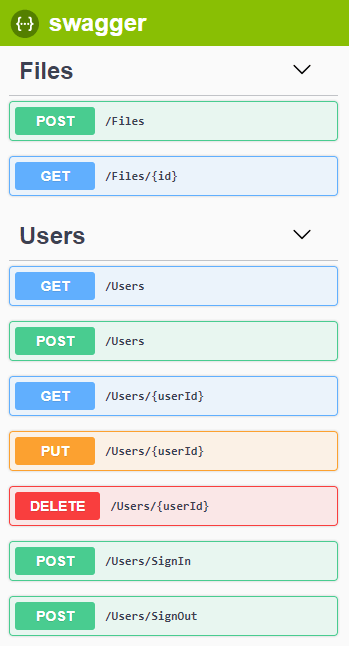 {···} swagger
Files
POST /Files
GET /Files/{id}
Users
GET /Users
POST /Users
GET /Users/{userId}
PUT /Users/{userId}
DELETE /Users/{userId}
POST /Users/SignIn
POST /Users/SignOut